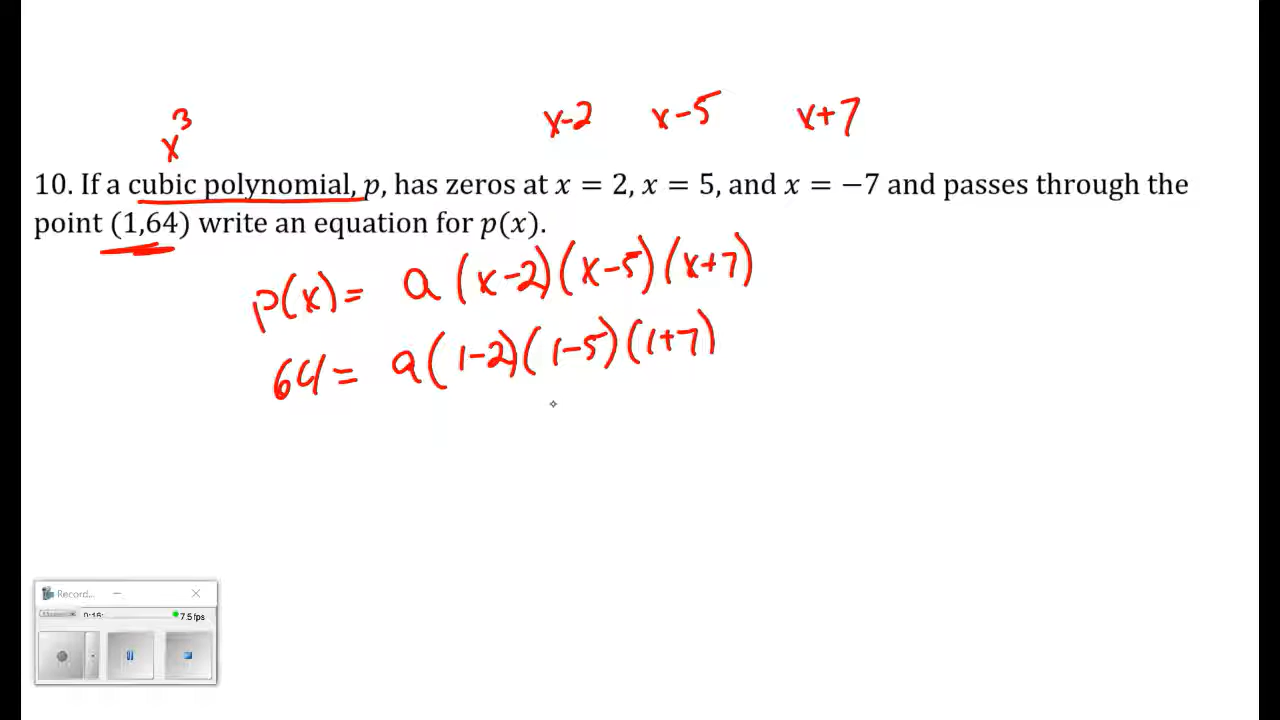 x³ x-2 x-5 x+7
10. If a cubic polynomial, p, has zeros at x = 2, x = 5, and x = −7 and passes through the
point (1,64) write an equation for p(x).
p(x) = a (x-2)(x-5)(x+7)
64 = a(1-2)(1-5)(1+7)
Record...
0:16:
7.5 fps